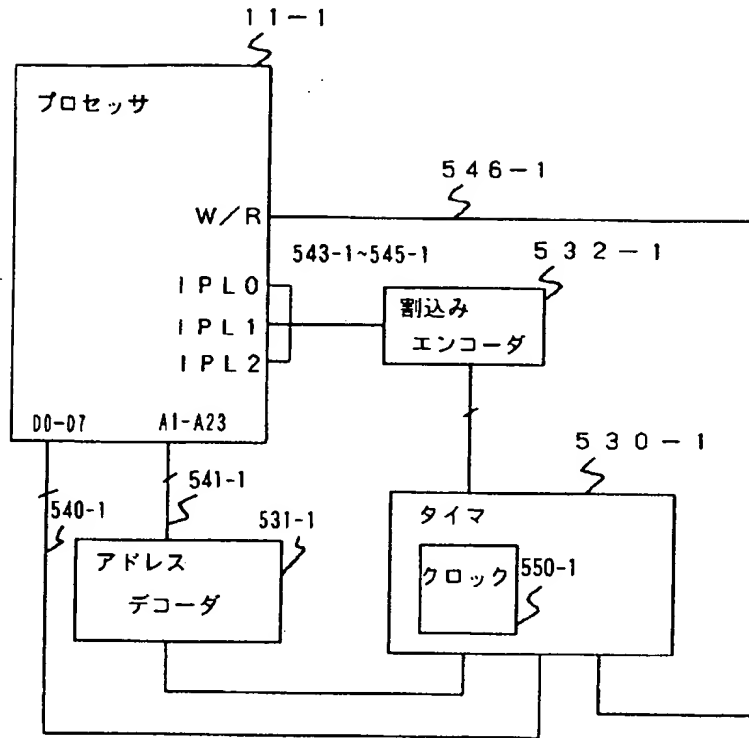 11-1
プロセッサ
546-1
W/R
543-1~545-1
532-1
IPL0
IPL1
IPL2
割込み
エンコーダ
D0-D7
A1-A23
530-1
540-1
541-1
531-1
タイマ
アドレス
デコーダ
クロック
550-1